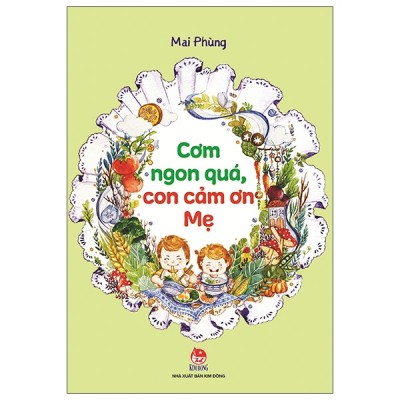 Mai Phùng
Cơm
ngon quá,
con cảm ơn
Mẹ
KIM ĐỒNG
NHÀ XUẤT BẢN KIM ĐỒNG